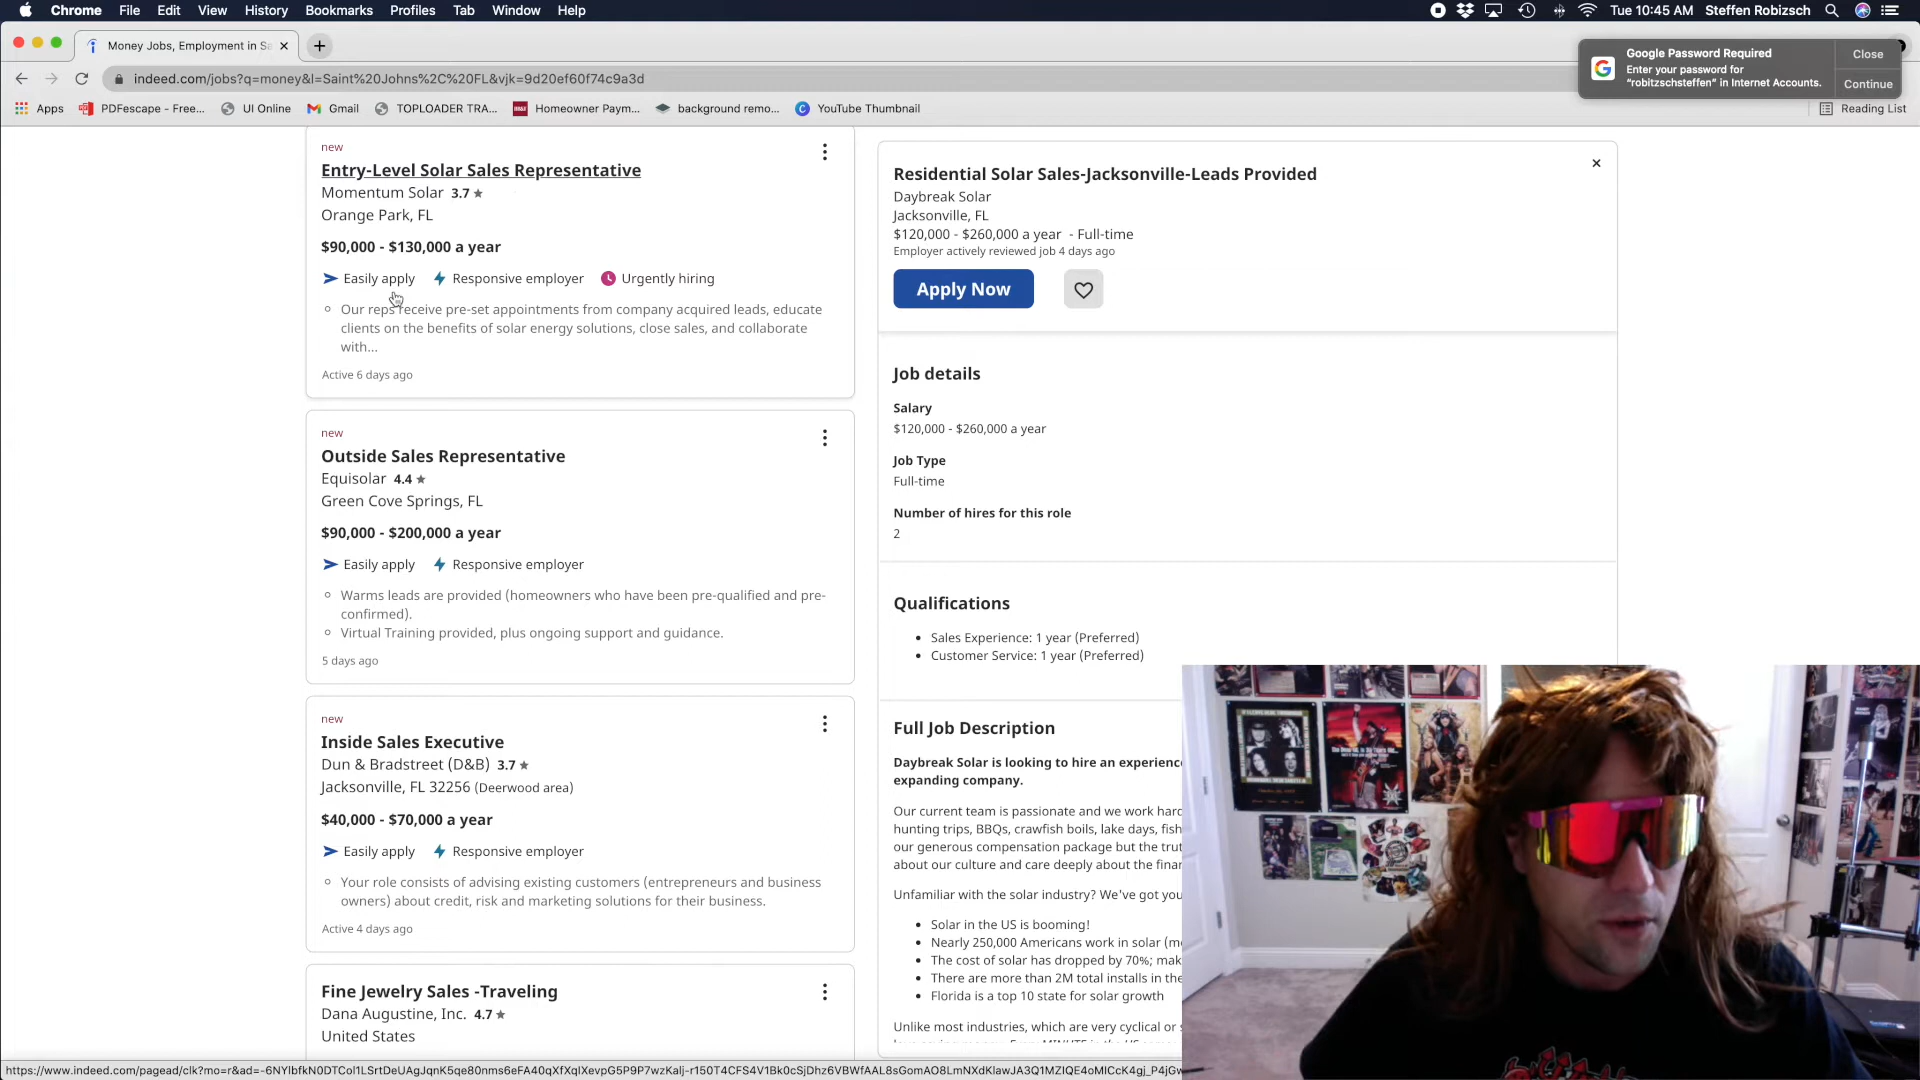 Chrome File Edit View History Bookmarks Profiles Tab Window Help
Tue 10:45 AM Steffen Robizsch
Money Jobs, Employment in Sa
indeed.com/jobs?q=money&l=Saint%20Johns%2C%20FL&vjk=9d20ef60f74c9a3d
Google Password Required
Enter your password for
“robitzschsteffen” in Internet Accounts.
Close
Continue
Apps PDFescape - Free... UI Online Gmail TOPLOADER TRA... Homeowner Paym... background remo... YouTube Thumbnail Reading List
new
Entry-Level Solar Sales Representative
Momentum Solar 3.7
Orange Park, FL
$90,000 - $130,000 a year
Easily apply Responsive employer Urgently hiring
Our reps receive pre-set appointments from company acquired leads, educate
clients on the benefits of solar energy solutions, close sales, and collaborate
with...
Active 6 days ago
new
Outside Sales Representative
Equisolar 4.4
Green Cove Springs, FL
$90,000 - $200,000 a year
Easily apply Responsive employer
Warms leads are provided (homeowners who have been pre-qualified and pre-
confirmed).
Virtual Training provided, plus ongoing support and guidance.
5 days ago
new
Inside Sales Executive
Dun & Bradstreet (D&B) 3.7
Jacksonville, FL 32256 (Deerwood area)
$40,000 - $70,000 a year
Easily apply Responsive employer
Your role consists of advising existing customers (entrepreneurs and business
owners) about credit, risk and marketing solutions for their business.
Active 4 days ago
Fine Jewelry Sales -Traveling
Dana Augustine, Inc. 4.7
United States
Residential Solar Sales-Jacksonville-Leads Provided
Daybreak Solar
Jacksonville, FL
$120,000 - $260,000 a year - Full-time
Employer actively reviewed job 4 days ago
Apply Now
Job details
Salary
$120,000 - $260,000 a year
Job Type
Full-time
Number of hires for this role
2
Qualifications
Sales Experience: 1 year (Preferred)
Customer Service: 1 year (Preferred)
Full Job Description
Daybreak Solar is looking to hire an experienc
expanding company.
Our current team is passionate and we work hard
hunting trips, BBQs, crawfish boils, lake days, fish
our generous compensation package but the trut
about our culture and care deeply about the finan
Unfamiliar with the solar industry? We've got you
Solar in the US is booming!
Nearly 250,000 Americans work in solar (m
The cost of solar has dropped by 70%; mak
There are more than 2M total installs in the
Florida is a top 10 state for solar growth
Unlike most industries, which are very cyclical or s